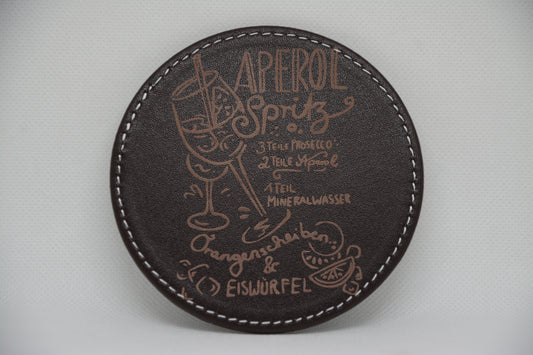 APEROL
Spritz
3 TEILE PROSECCO
2 TEILE Aperol
1 TEIL
MINERALWASSER
Orangenscheiben
&
EISWÜRFEL